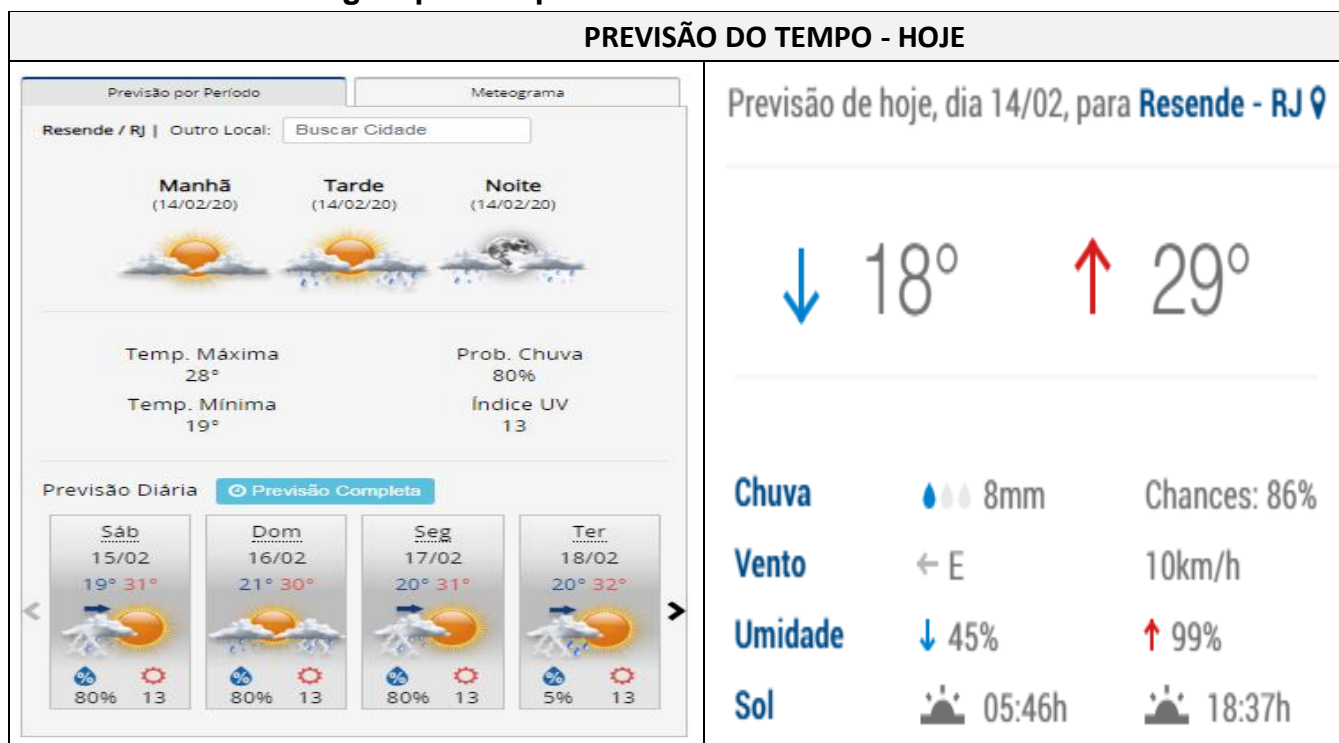 PREVISÃO DO TEMPO - HOJE
Previsão por Período Meteograma
Resende / RJ | Outro Local: Buscar Cidade
Manhã Tarde Noite
(14/02/20) (14/02/20) (14/02/20)
Temp. Máxima Prob. Chuva
28° 80%
Temp. Mínima Índice UV
19° 13
Previsão Diária Previsão Completa
Sáb Dom Seg Ter
15/02 16/02 17/02 18/02
19° 31° 21° 30° 20° 31° 20° 32°
% % % %
80% 13 80% 13 80% 13 5% 13
Previsão de hoje, dia 14/02, para Resende - RJ
↓ 18° ↑ 29°
Chuva 8mm Chances: 86%
Vento ← E 10km/h
Umidade ↓ 45% ↑ 99%
Sol 05:46h 18:37h